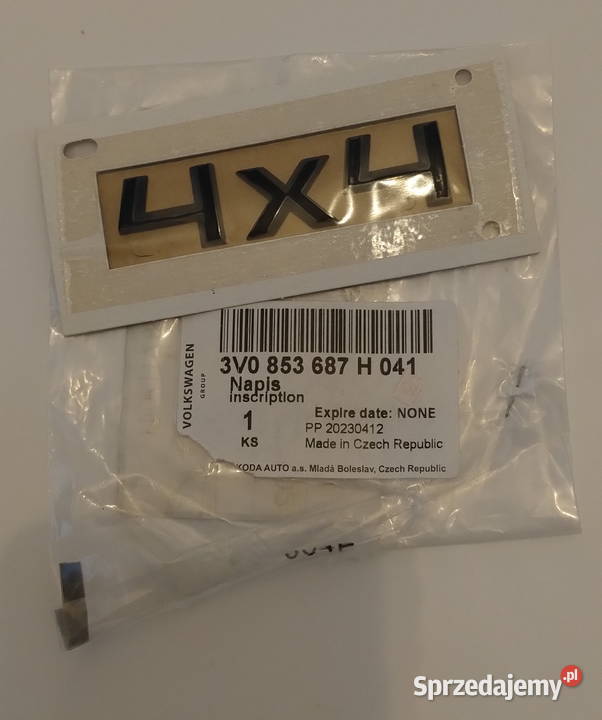 4x4
VOLKSWAGEN
GROUP
3V0 853 687 H 041
Napis
inscription
1
KS
Expire date: NONE
PP 20230412
Made in Czech Republic
KODA AUTO a.s. Mladá Boleslav, Czech Republic
Sprzedajemy.pl